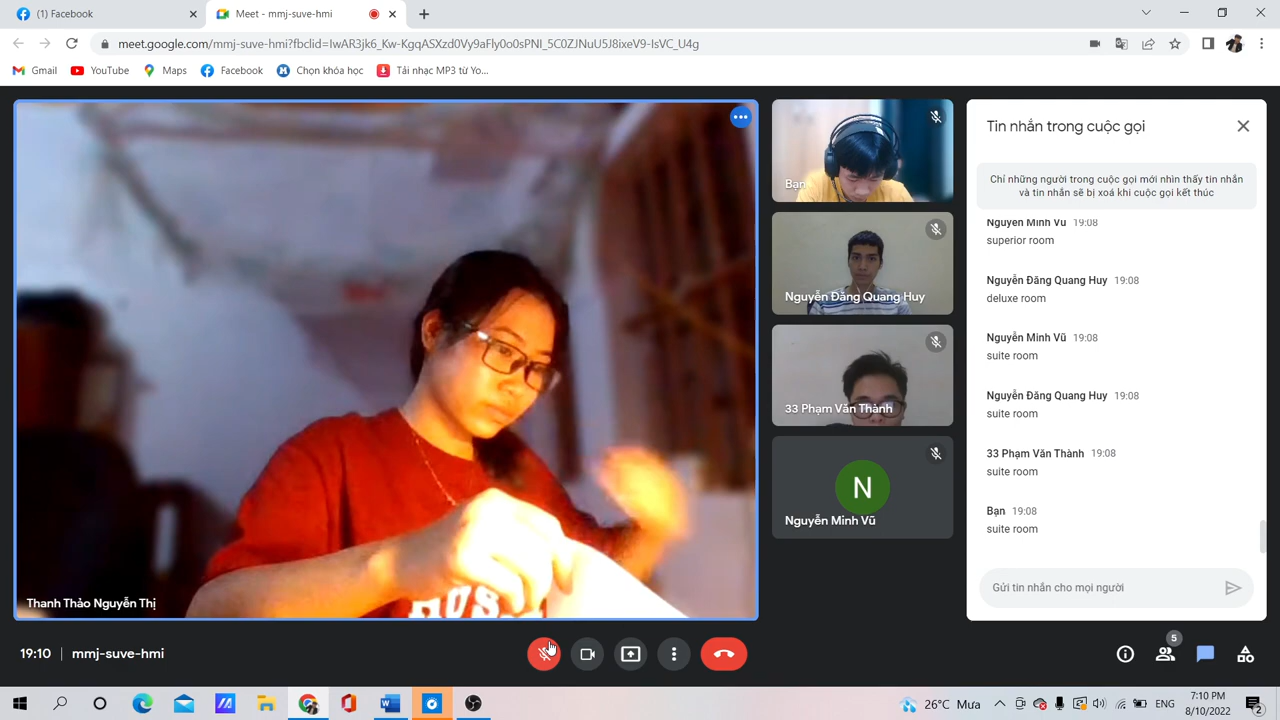 (1) Facebook
Meet - mmj-suve-hmi
meet.google.com/mmj-suve-hmi?fbclid=IwAR3jk6_Kw-KgqASXzd0Vy9aFly0o0sPNI_5C0ZJNuU5J8ixeV9-IsVC_U4g
Gmail
YouTube
Maps
Facebook
Chọn khóa học
Tải nhạc MP3 từ Yo...
Thanh Thảo Nguyễn Thị
Bạn
Nguyễn Đăng Quang Huy
33 Phạm Văn Thành
N
Nguyễn Minh Vũ
Tin nhắn trong cuộc gọi
Chỉ những người trong cuộc gọi mới nhìn thấy tin nhắn
và tin nhắn sẽ bị xoá khi cuộc gọi kết thúc
Nguyễn Minh Vũ 19:08
superior room
Nguyễn Đăng Quang Huy 19:08
deluxe room
Nguyễn Minh Vũ 19:08
suite room
Nguyễn Đăng Quang Huy 19:08
suite room
33 Phạm Văn Thành 19:08
suite room
Bạn 19:08
suite room
Gửi tin nhắn cho mọi người
19:10 | mmj-suve-hmi
5
26°C Mưa
ENG
7:10 PM
8/10/2022
2